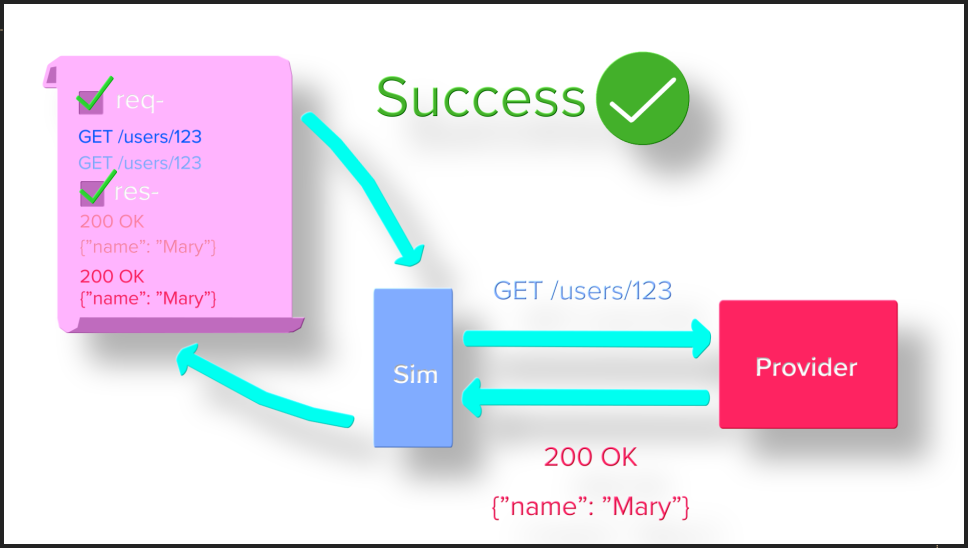 req-
GET /users/123
GET /users/123
res-
200 OK
{”name”: ”Mary”}
200 OK
{”name”: ”Mary”}
Success
Sim
GET /users/123
Provider
200 OK
{”name”: ”Mary”}